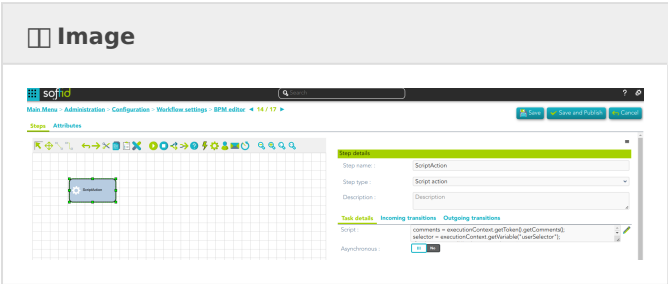 Image
soffid
Search
?
Main Menu > Administration > Configuration > Workflow settings > BPM editor ◄ 14 / 17 ►
Save
Save and Publish
Cancel
Steps Attributes
Step details
Step name: ScriptAction
ScriptAction
Step type : Script action
Description : Description
Task details Incoming transitions Outgoing transitions
Script : comments = executionContext.getToken().getComments();
selector = executionContext.getVariable("userSelector");
Asynchronous : No